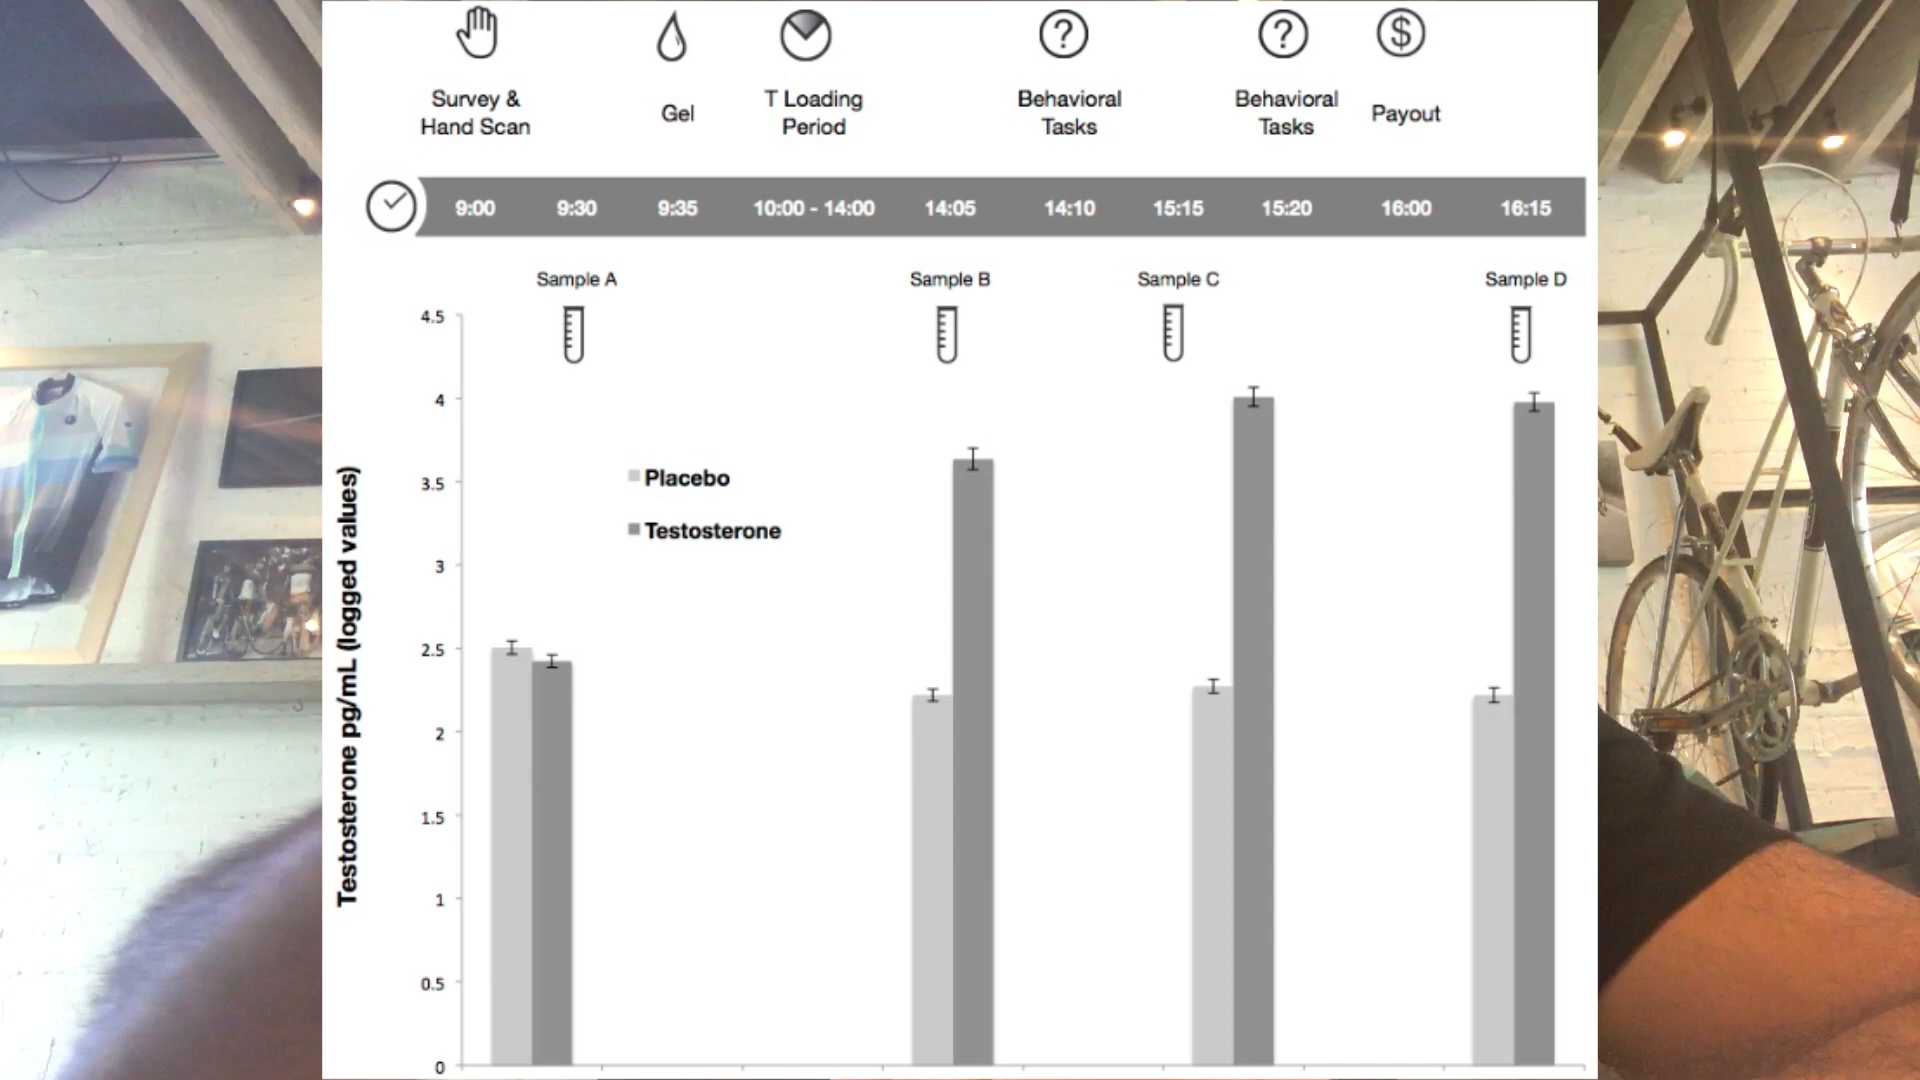 Survey &
Hand Scan
Gel
T Loading
Period
Behavioral
Tasks
Behavioral
Tasks
Payout
9:00 9:30 9:35 10:00 - 14:00 14:05 14:10 15:15 15:20 16:00 16:15
Sample A Sample B Sample C Sample D
Testosterone pg/mL (logged values)
4.5
4
3.5
3
2.5
2
1.5
1
0.5
0
Placebo
Testosterone